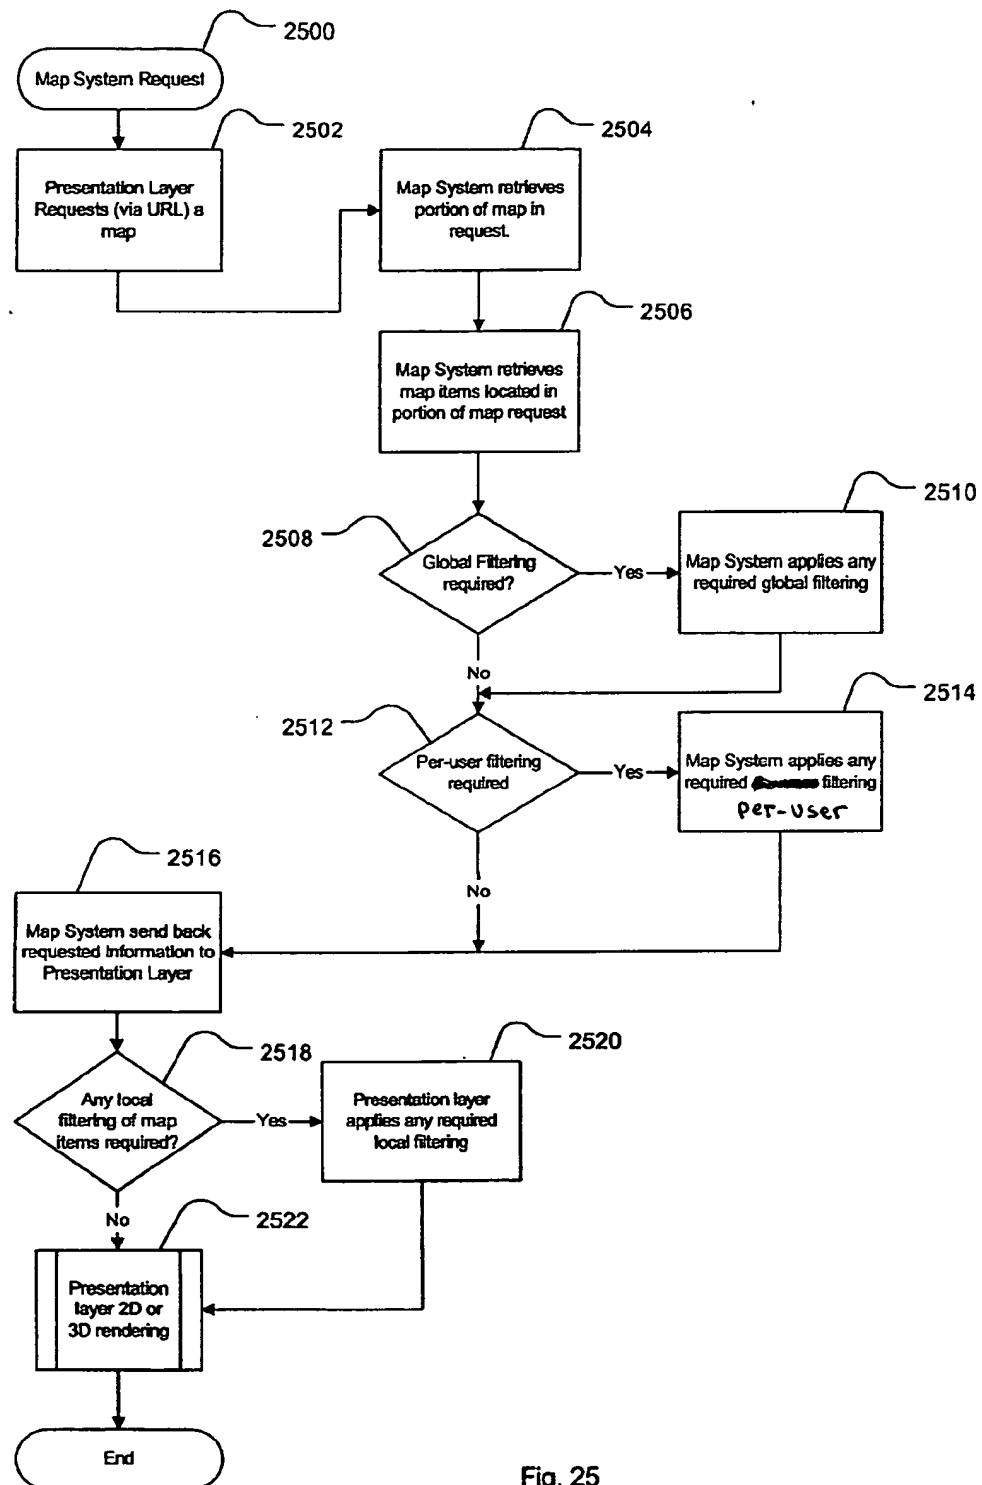 2500
Map System Request
2502
Presentation Layer
Requests (via URL) a
map
2504
Map System retrieves
portion of map in
request.
2506
Map System retrieves
map items located in
portion of map request
2508
Global Filtering
required?
Yes
2510
Map System applies any
required global filtering
No
2512
Per-user filtering
required
Yes
2514
Map System applies any
required filtering
per-user
No
2516
Map System send back
requested information to
Presentation Layer
2518
Any local
filtering of map
items required?
Yes
2520
Presentation layer
applies any required
local filtering
No
2522
Presentation
layer 2D or
3D rendering
End
Fig. 25